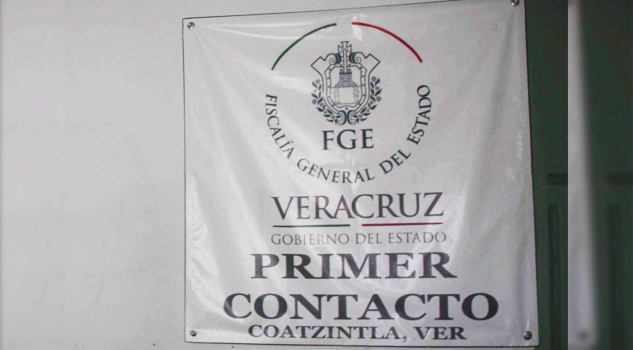 FGE
FISCALÍA GENERAL DEL ESTADO
VERACRUZ
GOBIERNO DEL ESTADO
PRIMER
CONTACTO
COATZINTLA, VER